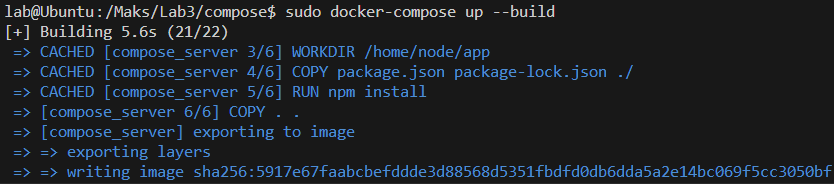 lab@Ubuntu:/Maks/Lab3/compose$ sudo docker-compose up --build
[+] Building 5.6s (21/22)
=> CACHED [compose_server 3/6] WORKDIR /home/node/app
=> CACHED [compose_server 4/6] COPY package.json package-lock.json ./
=> CACHED [compose_server 5/6] RUN npm install
=> [compose_server 6/6] COPY . .
=> [compose_server] exporting to image
=> => exporting layers
=> => writing image sha256:5917e67faabcbefddde3d88568d5351fbdfd0db6dda5a2e14bc069f5cc3050bf